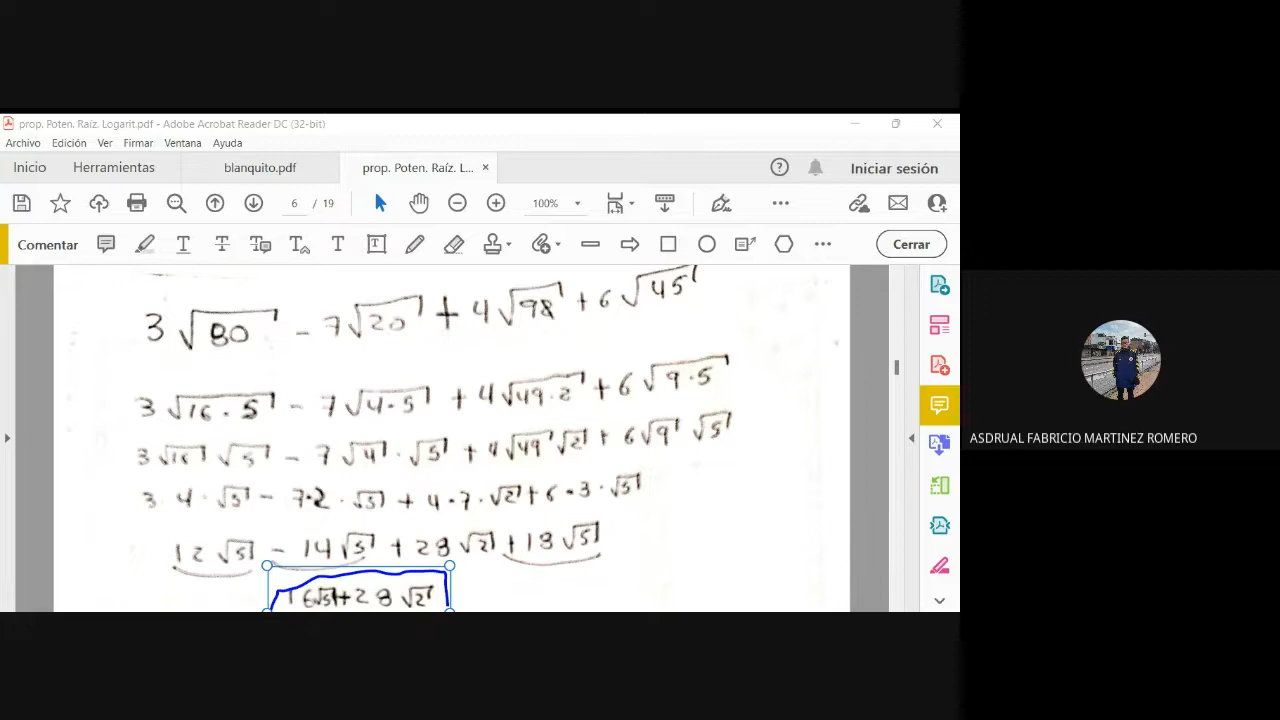 prop. Poten. Raíz. Logarit.pdf - Adobe Acrobat Reader DC (32-bit)
Archivo Edición Ver Firmar Ventana Ayuda
Inicio Herramientas blanquito.pdf prop. Poten. Raíz. L... × Iniciar sesión
6 / 19 100%
Comentar Cerrar
3 √80 - 7√20 + 4√98 + 6√45
3 √16 · 5 - 7√4·5 + 4√49·2 + 6√9·5
3√16 √5 - 7√4 · √5 + 4√49 √2 + 6√9 √5
3 · 4 · √5 - 7·2 · √5 + 4·7·√2 + 6·3·√5
12√5 - 14√5 + 28√2 + 18√5
16√5 + 28√2
ASDRUAL FABRICIO MARTINEZ ROMERO